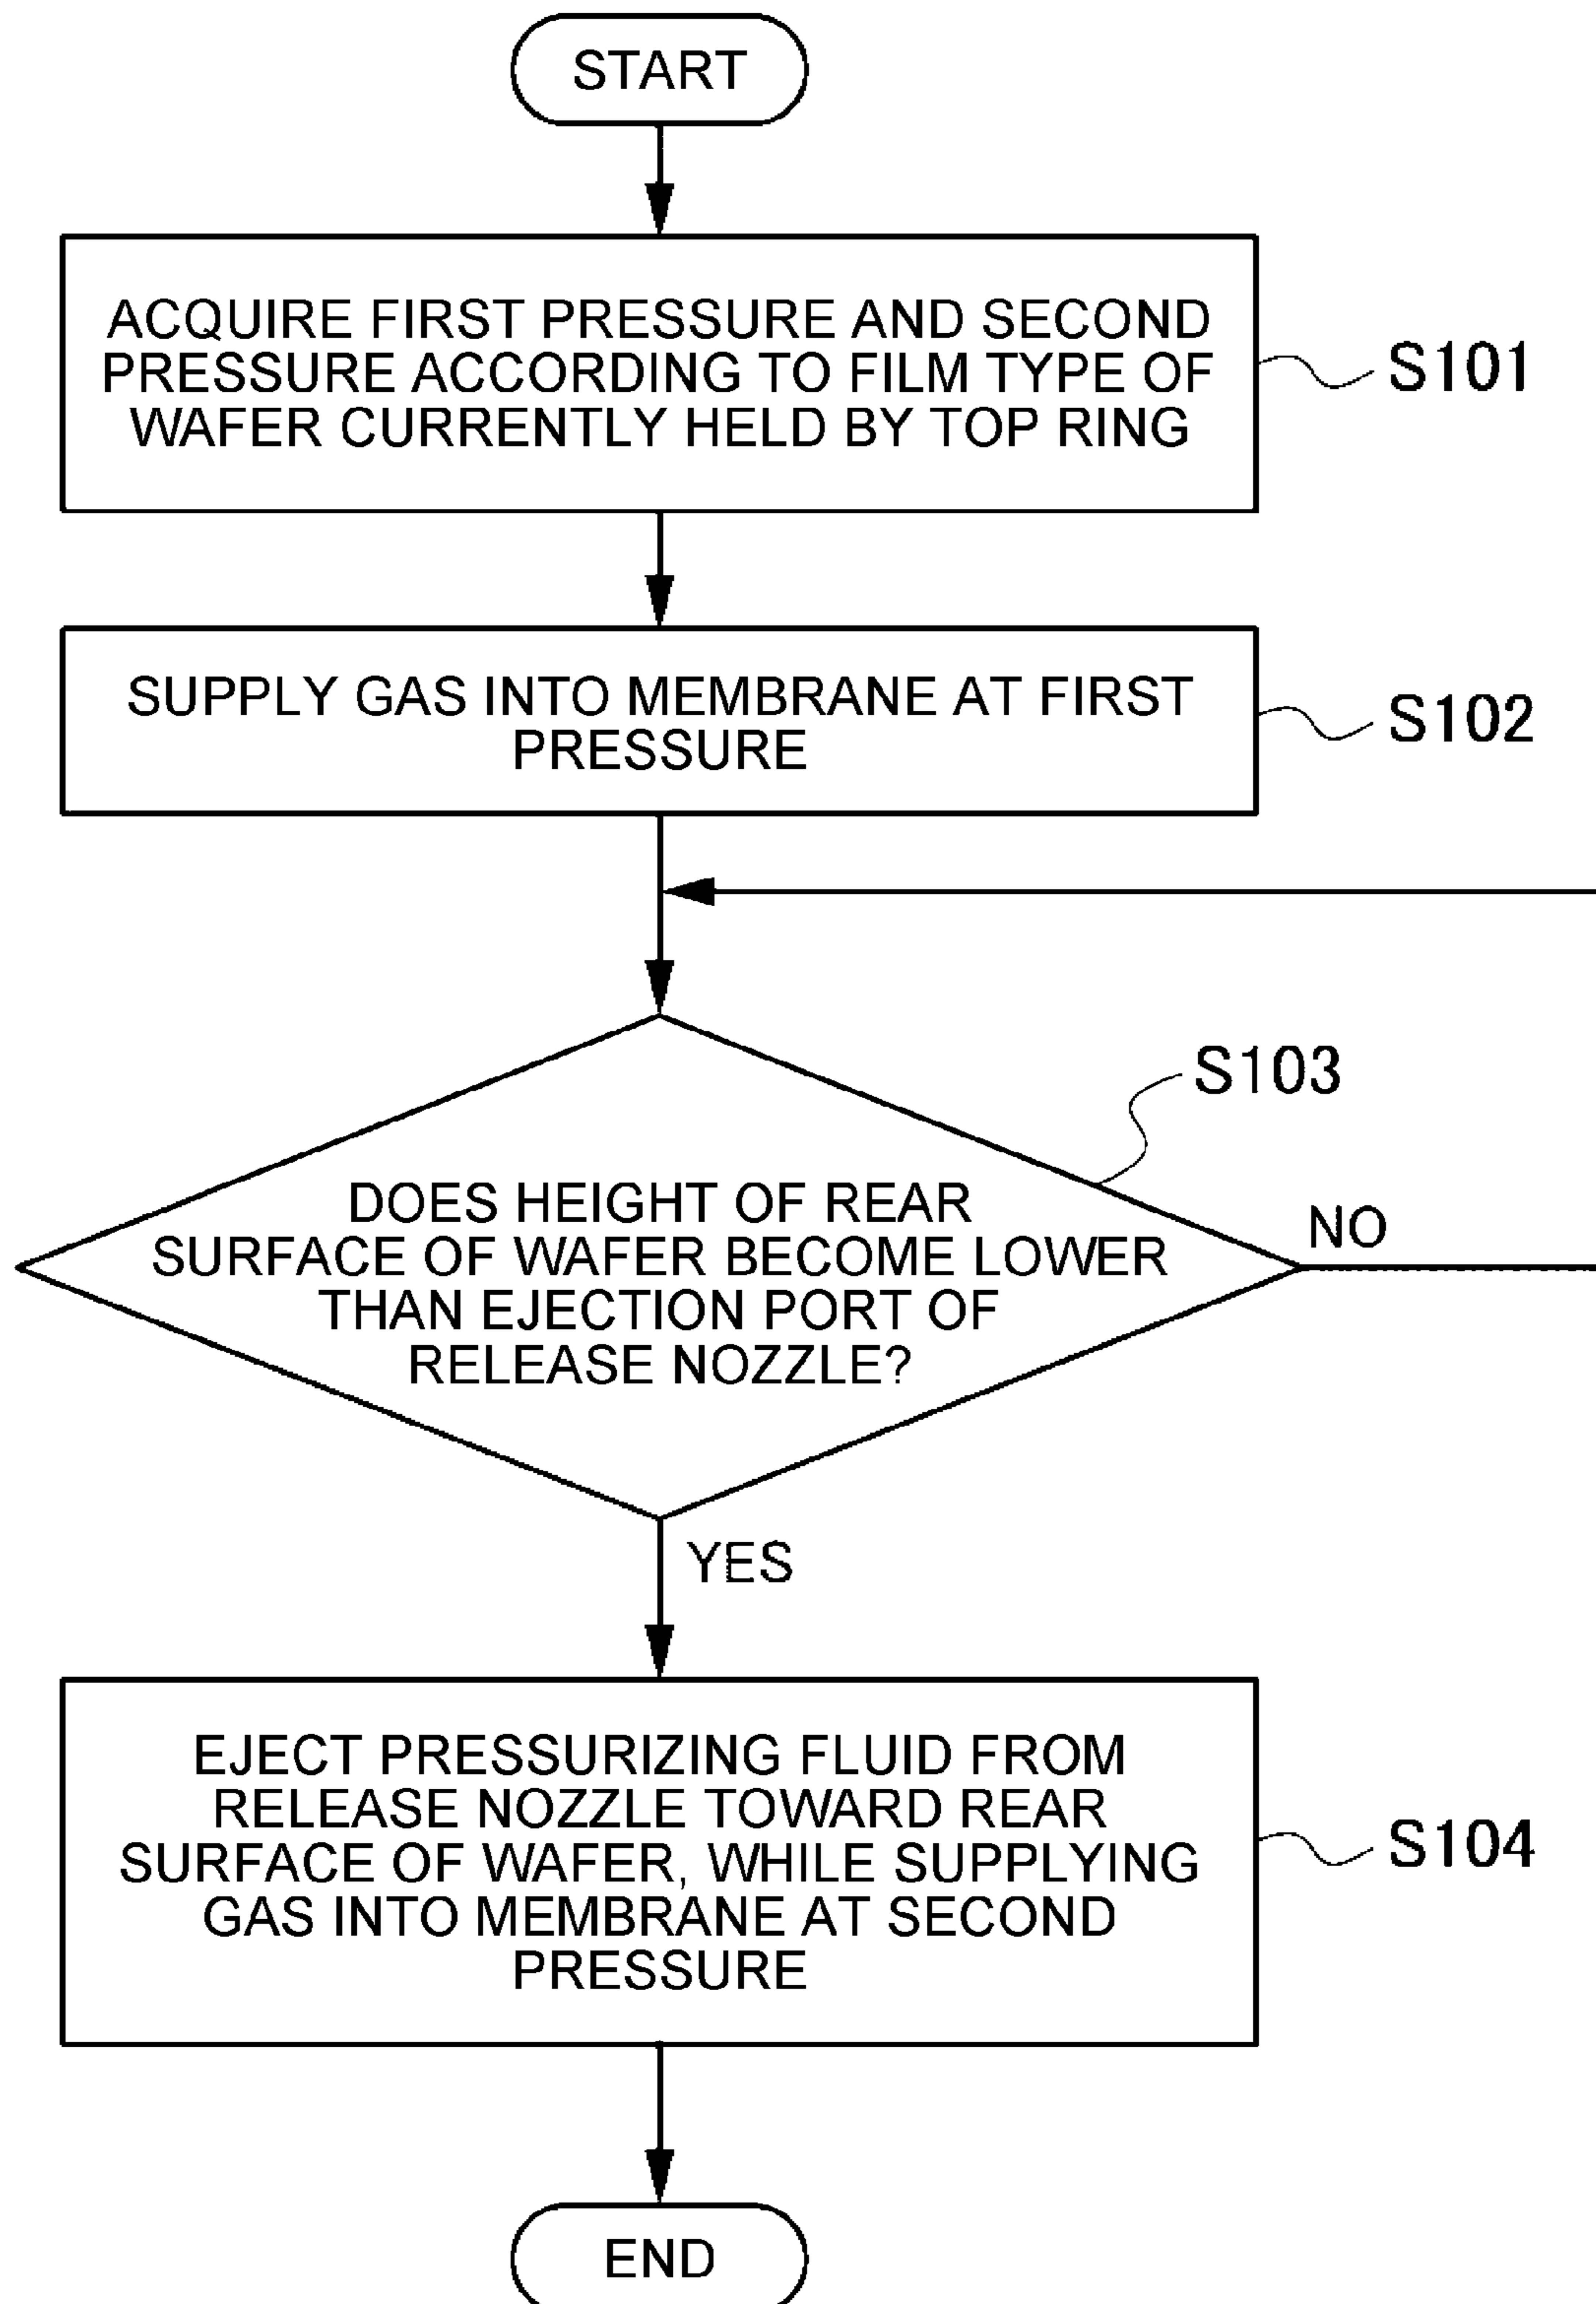 START
ACQUIRE FIRST PRESSURE AND SECOND
PRESSURE ACCORDING TO FILM TYPE OF
WAFER CURRENTLY HELD BY TOP RING
S101
SUPPLY GAS INTO MEMBRANE AT FIRST
PRESSURE
S102
S103
DOES HEIGHT OF REAR
SURFACE OF WAFER BECOME LOWER
THAN EJECTION PORT OF
RELEASE NOZZLE?
NO
YES
EJECT PRESSURIZING FLUID FROM
RELEASE NOZZLE TOWARD REAR
SURFACE OF WAFER, WHILE SUPPLYING
GAS INTO MEMBRANE AT SECOND
PRESSURE
S104
END